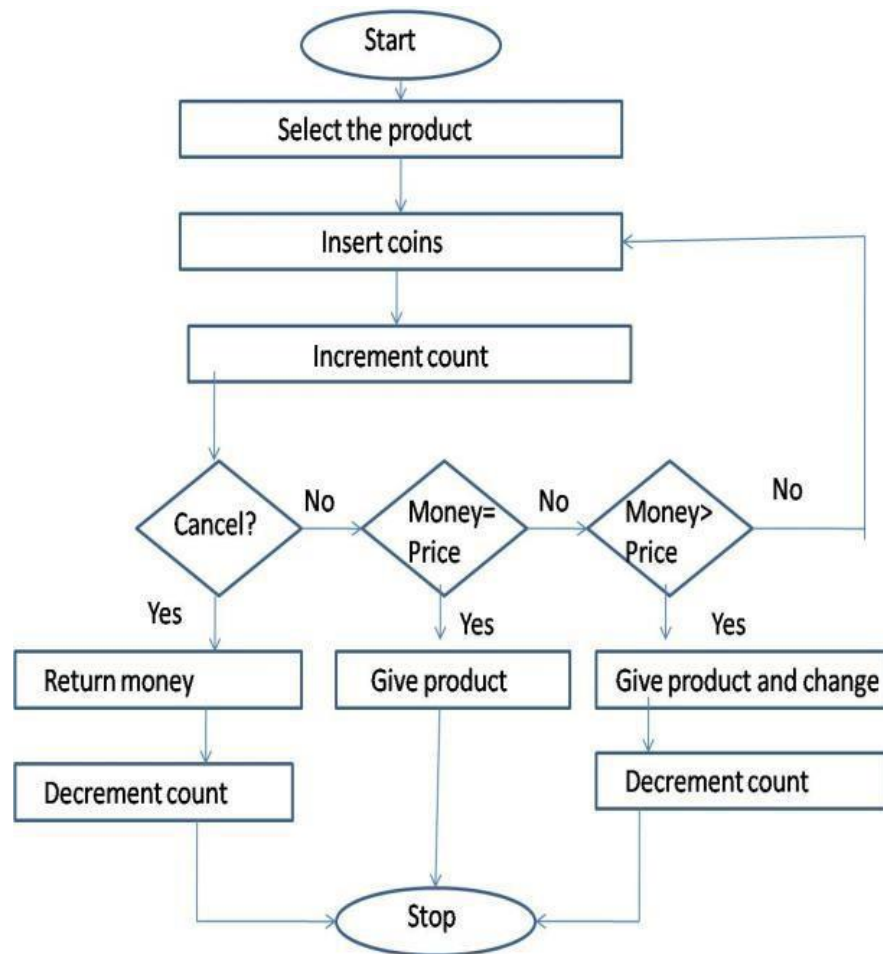 Start
Select the product
Insert coins
Increment count
Cancel?
No
Money=
Price
No
Money>
Price
No
Yes
Yes
Yes
Return money
Give product
Give product and change
Decrement count
Decrement count
Stop